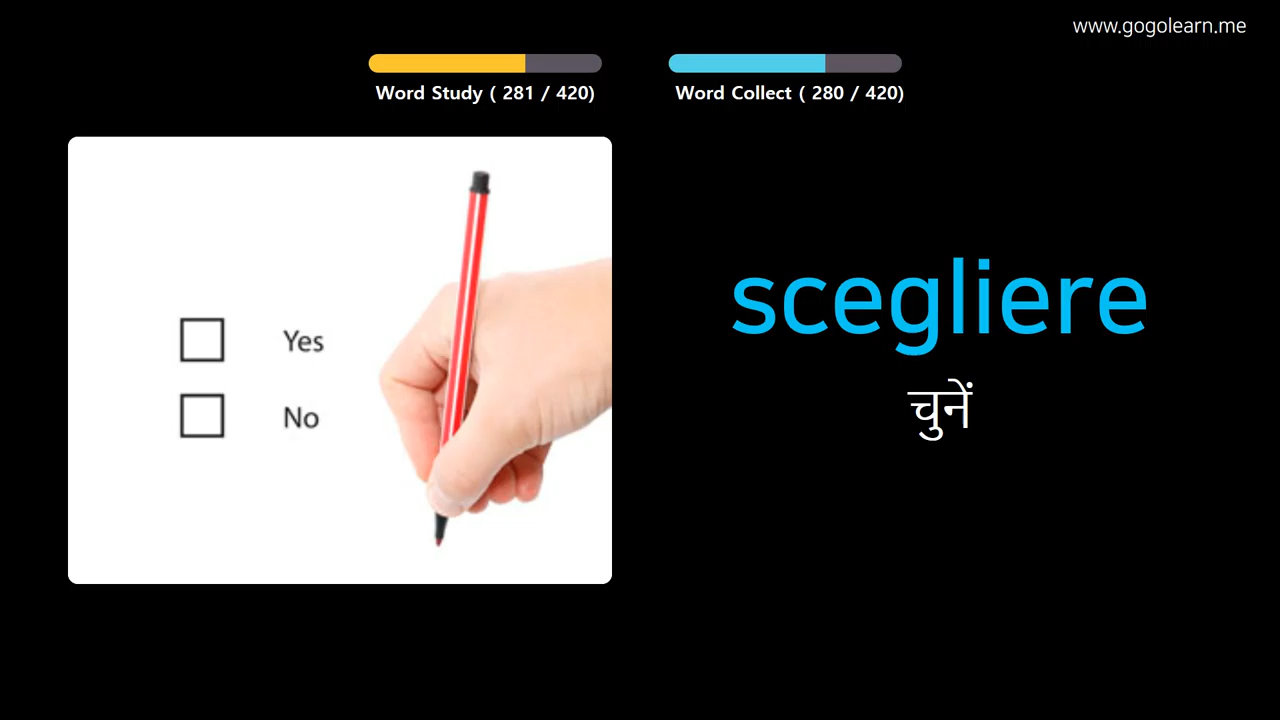 www.gogolearn.me
Word Study ( 281 / 420)
Word Collect ( 280 / 420)
Yes
No
scegliere
चुनें